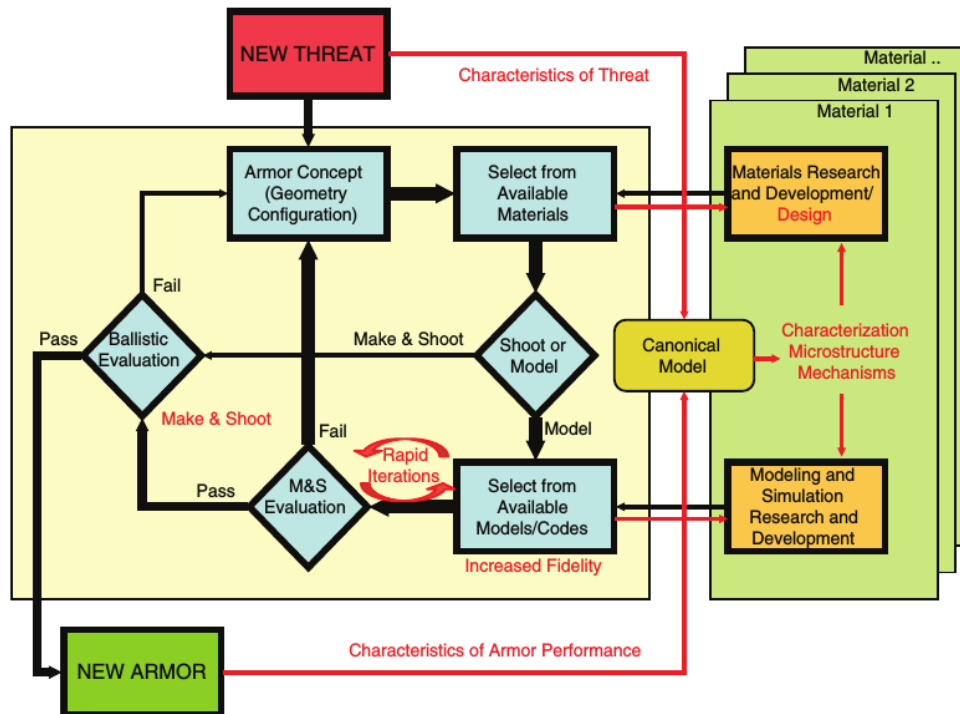 NEW THREAT
Characteristics of Threat
Material ..
Material 2
Material 1
Armor Concept
(Geometry
Configuration)
Select from
Available
Materials
Materials Research
and Development/
Design
Fail
Pass
Ballistic
Evaluation
Make & Shoot
Shoot or
Model
Canonical
Model
Characterization
Microstructure
Mechanisms
Make & Shoot
Fail
Model
Rapid
Iterations
Pass
M&S
Evaluation
Select from
Available
Models/Codes
Modeling and
Simulation
Research and
Development
Increased Fidelity
Characteristics of Armor Performance
NEW ARMOR